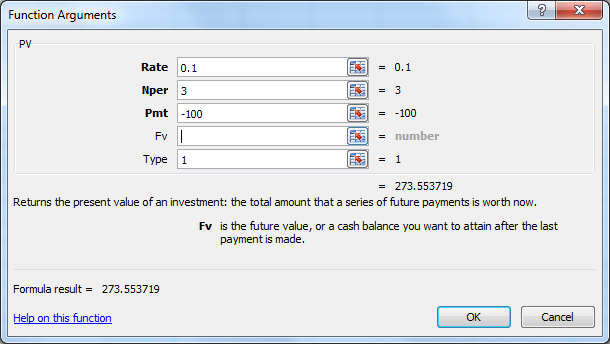 Function Arguments
PV
Rate 0.1 = 0.1
Nper 3 = 3
Pmt -100 = -100
Fv = number
Type 1 = 1
= 273.553719
Returns the present value of an investment: the total amount that a series of future payments is worth now.
Fv is the future value, or a cash balance you want to attain after the last
payment is made.
Formula result = 273.553719
Help on this function
OK Cancel